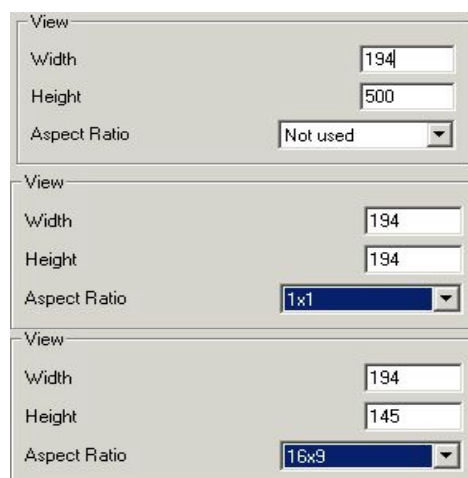 View
Width 194
Height 500
Aspect Ratio Not used
View
Width 194
Height 194
Aspect Ratio 1x1
View
Width 194
Height 145
Aspect Ratio 16x9